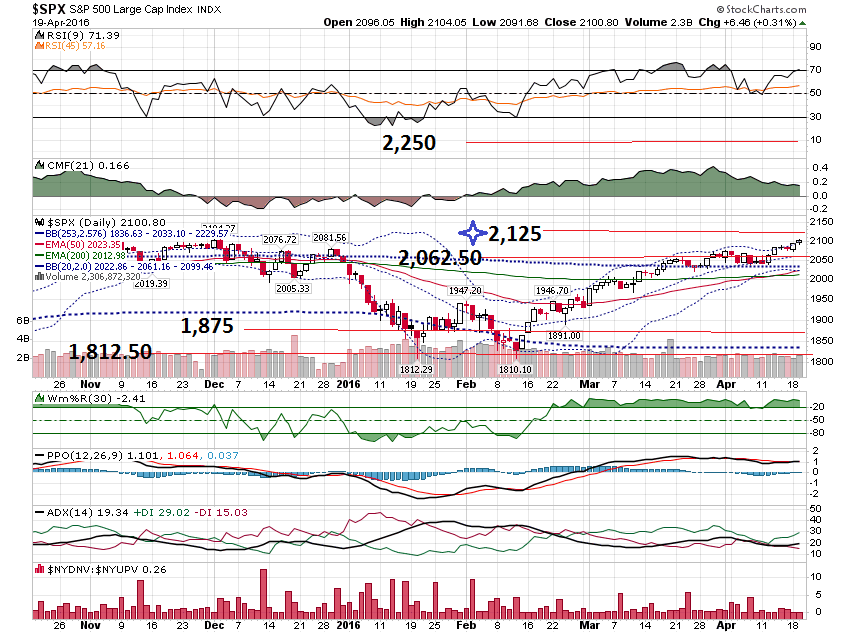 $SPX S&P 500 Large Cap Index INDX © StockCharts.com
19-Apr-2016 Open 2096.05 High 2104.05 Low 2091.68 Close 2100.80 Volume 2.3B Chg +6.46 (+0.31%)
RSI(9) 71.39
RSI(45) 57.16
90
70
50
30
10
2,250
CMF(21) 0.166
0.4
0.2
0.0
-0.2
$SPX (Daily) 2100.80
BB(253,2.576) 1836.63 - 2033.10 - 2229.57
EMA(50) 2023.35
EMA(200) 2012.98
BB(20,2.0) 2022.86 - 2061.16 - 2099.46
Volume 2,306,872,320
2076.72
2081.56
2,125
2,062.50
2019.39
2005.33
1947.20
1946.70
1,875
1891.00
1,812.50
1812.29
1810.10
2150
2100
2050
2000
1950
1900
1850
1800
6B
4B
2B
26 Nov 9 16 23 Dec 7 14 21 28 2016 11 19 25 Feb 8 16 22 Mar 7 14 21 28 Apr 11 18
Wm%R(30) -2.41
-20
-50
-80
PPO(12,26,9) 1.101, 1.064, 0.037
2
1
0
-1
-2
ADX(14) 19.34 +DI 29.02 -DI 15.03
50
40
30
20
10
$NYDNV:$NYUPV 0.26
10
5
0
26 Nov 9 16 23 Dec 7 14 21 28 2016 11 19 25 Feb 8 16 22 Mar 7 14 21 28 Apr 11 18